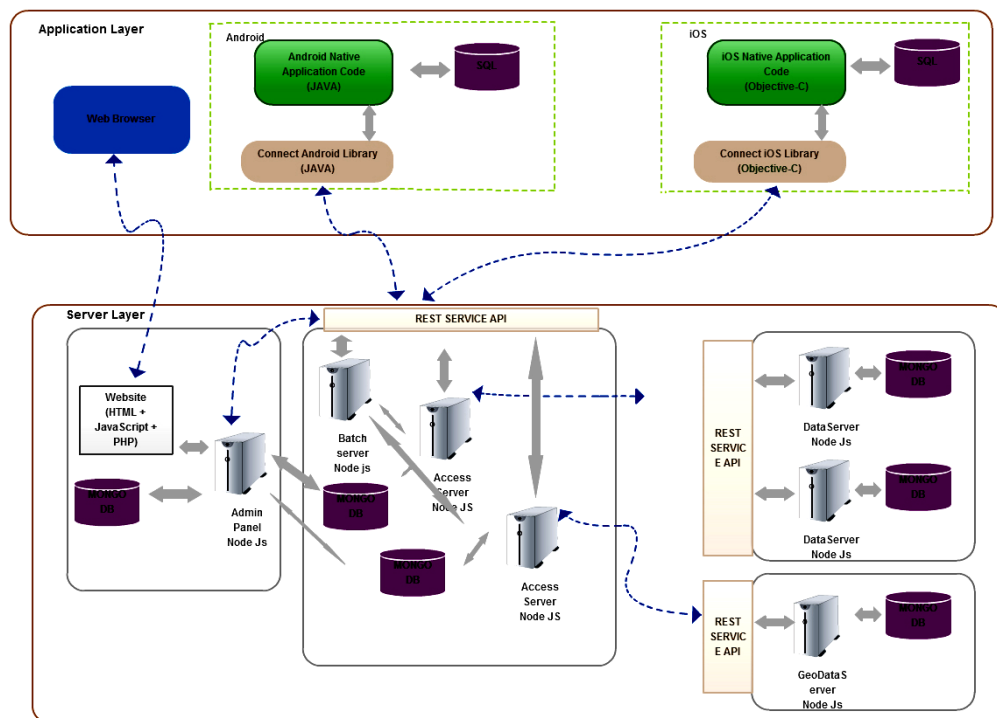 Application Layer
Android
Android Native
Application Code
(JAVA)
SQL
Connect Android Library
(JAVA)
iOS
iOS Native Application
Code
(Objective-C)
SQL
Connect iOS Library
(Objective-C)
Web Browser
Server Layer
REST SERVICE API
Website
(HTML +
JavaScript +
PHP)
MONGO
DB
Admin
Panel
Node Js
Batch
server
Node js
Access
Server
Node JS
MONGO
DB
MONGO
DB
Access
Server
Node JS
REST
SERVIC
E API
DataServer
Node Js
MONGO
DB
DataServer
Node Js
MONGO
DB
REST
SERVIC
E API
GeoDataS
erver
Node Js
MONGO
DB